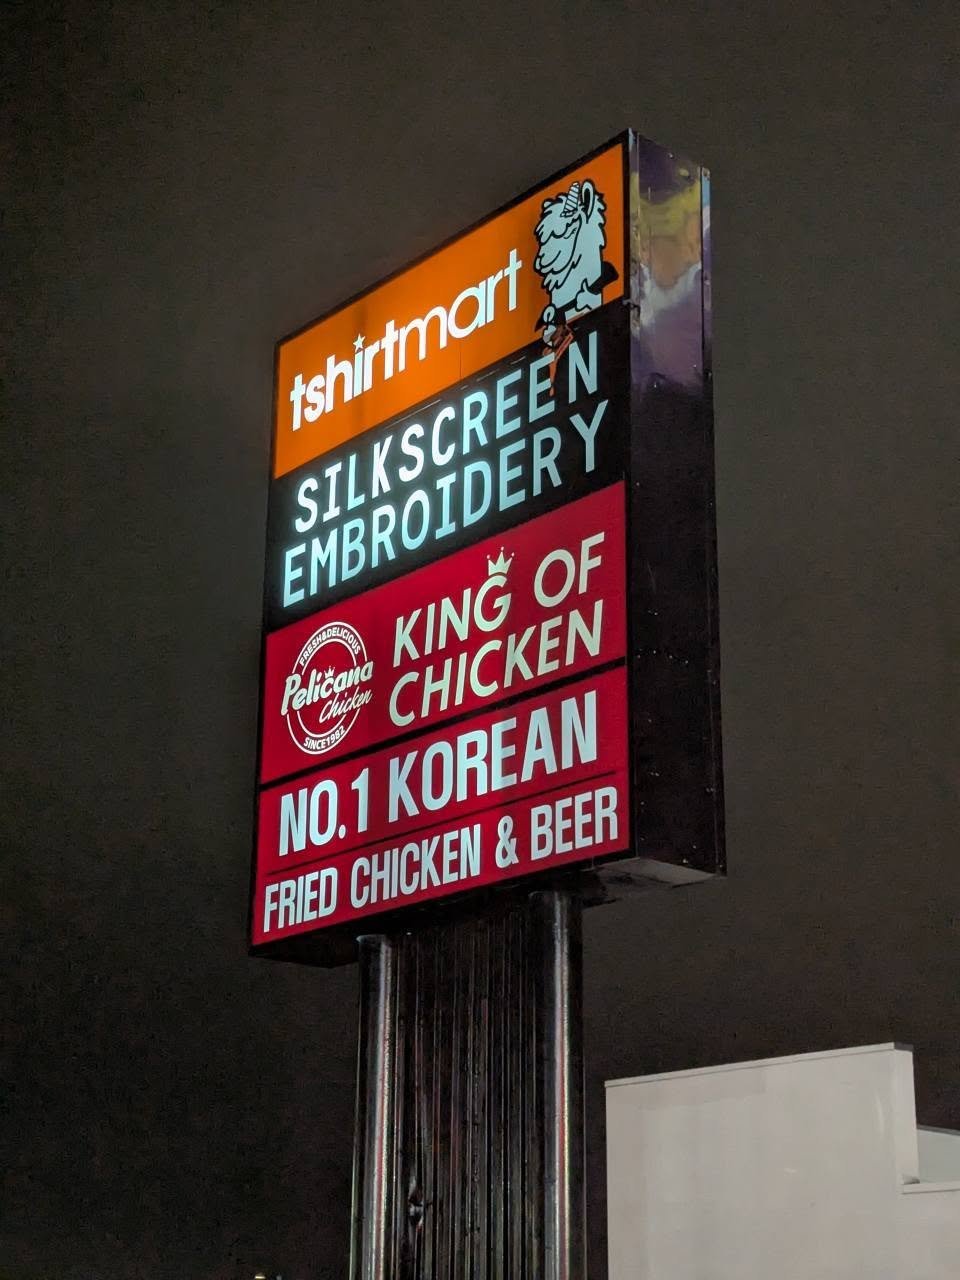 tshirtmart
SILKSCREEN
EMBROIDERY
FRESH&DELICIOUS
Pelicana
Chicken
SINCE1982
KING OF
CHICKEN
NO.1 KOREAN
FRIED CHICKEN & BEER